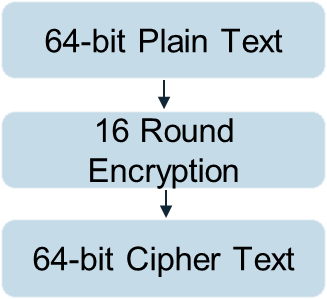 64-bit Plain Text
16 Round
Encryption
64-bit Cipher Text